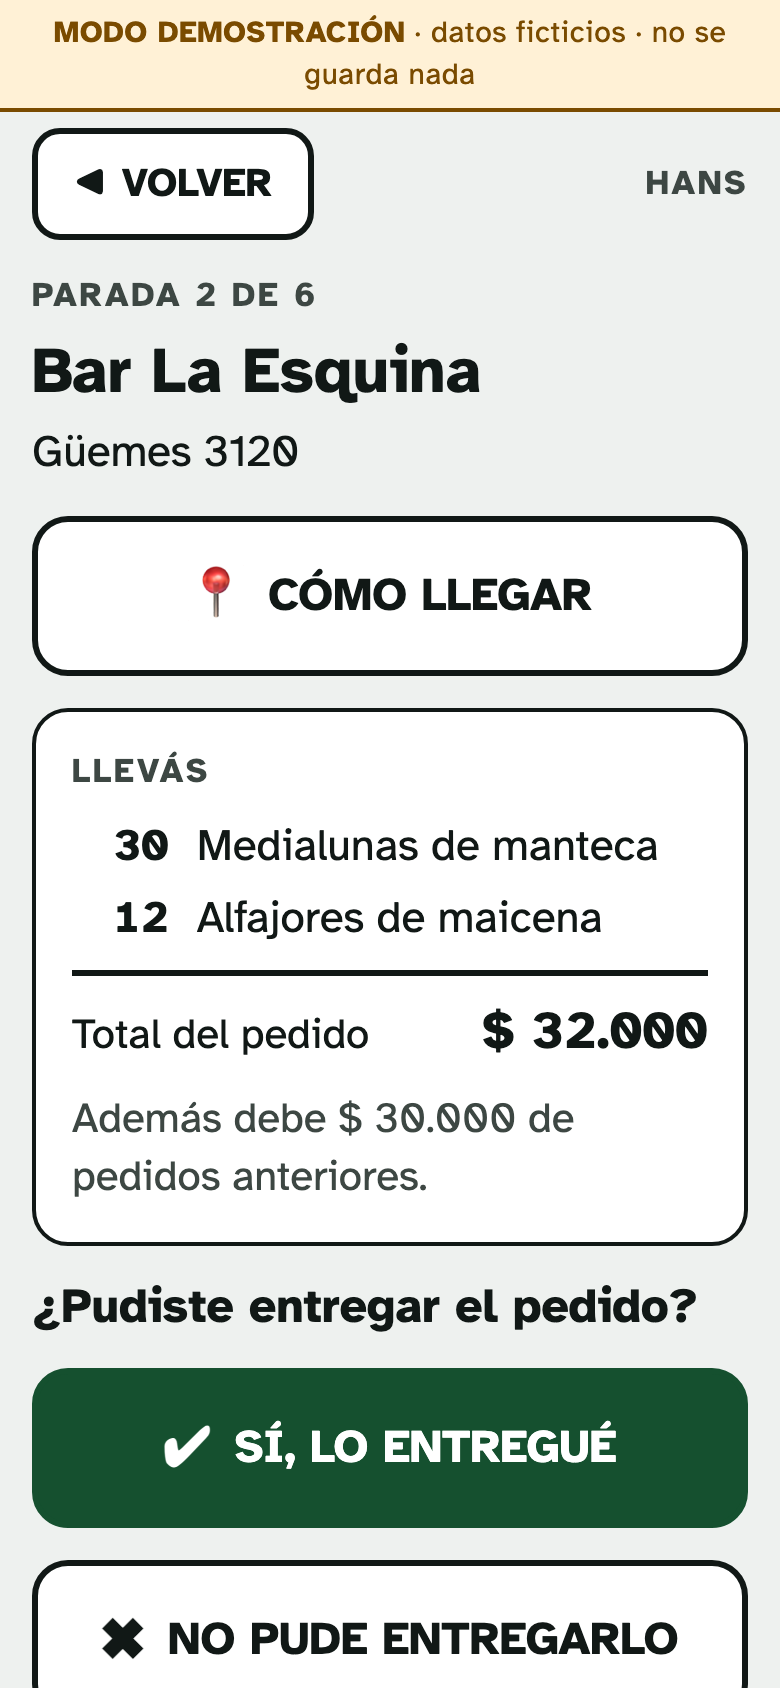 MODO DEMOSTRACIÓN · datos ficticios · no se
guarda nada
◀ VOLVER
HANS
PARADA 2 DE 6
Bar La Esquina
Güemes 3120
CÓMO LLEGAR
LLEVÁS
30 Medialunas de manteca
12 Alfajores de maicena
Total del pedido $ 32.000
Además debe $ 30.000 de
pedidos anteriores.
¿Pudiste entregar el pedido?
✔ SÍ, LO ENTREGUÉ
✖ NO PUDE ENTREGARLO